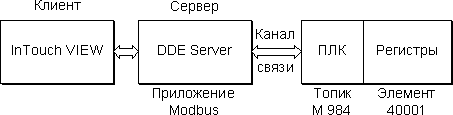 Клиент
Сервер
InTouch VIEW
DDE Server
Канал
связи
ПЛК
Регистры
Приложение
Modbus
Топик
М 984
Элемент
40001